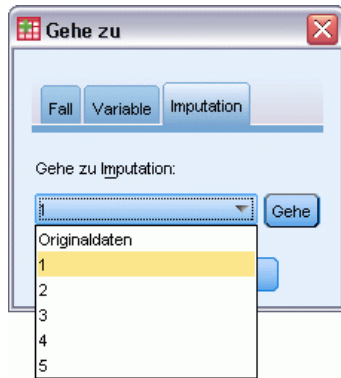 Gehe zu
Fall Variable Imputation
Gehe zu Imputation:
1 Gehe
Originaldaten
1
2
3
4
5